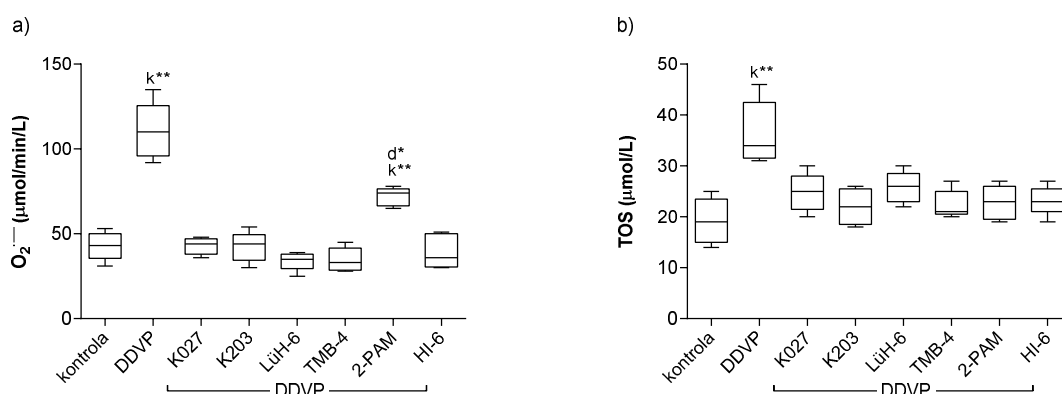 a)
O2·— (μmol/min/L)
150
100
50
0
k**
d*
k**
kontrola
DDVP
K027
K203
LüH-6
TMB-4
2-PAM
HI-6
DDVP
b)
TOS (μmol/L)
50
40
30
20
10
0
k**
kontrola
DDVP
K027
K203
LüH-6
TMB-4
2-PAM
HI-6
DDVP